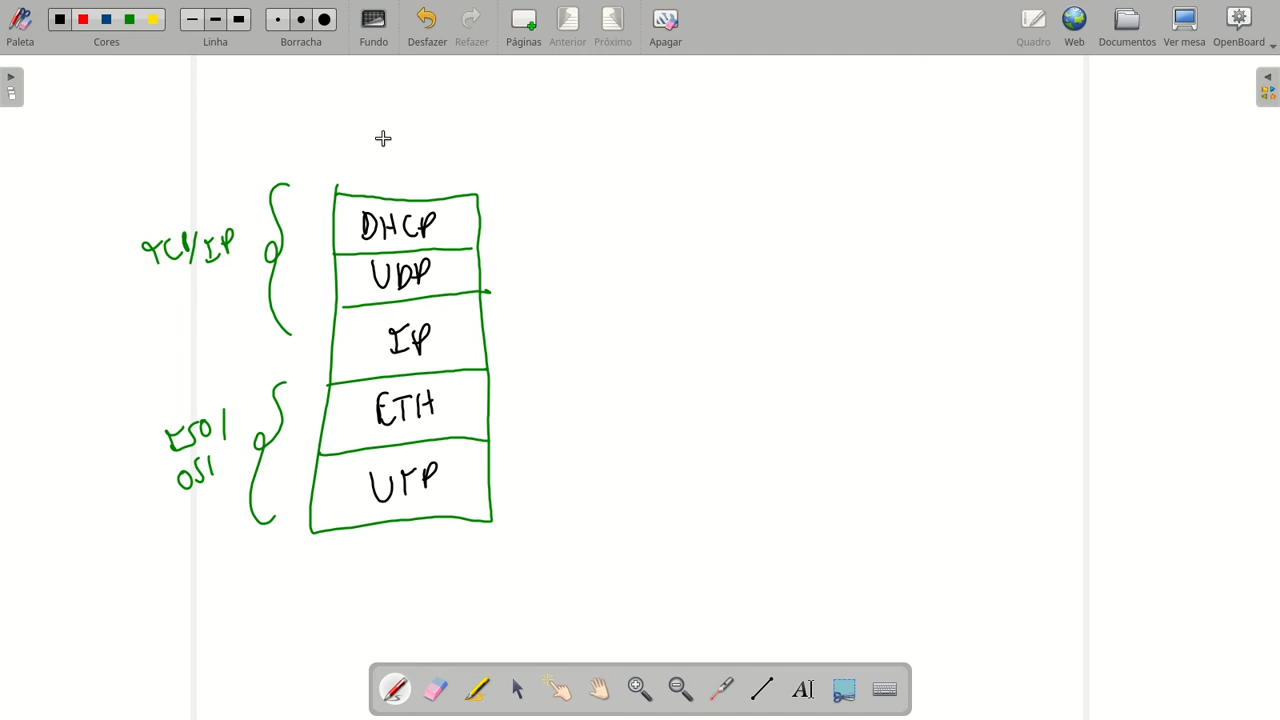 Paleta Cores Linha Borracha Fundo Desfazer Refazer Páginas Anterior Próximo Apagar Quadro Web Documentos Ver mesa OpenBoard
DHCP
TCP/IP
UDP
IP
ETH
ISO/
OSI
UTP
AI